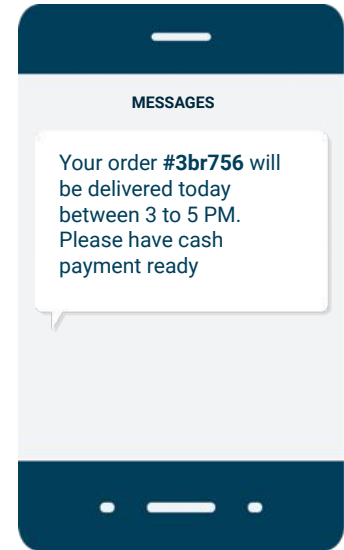 MESSAGES
Your order #3br756 will
be delivered today
between 3 to 5 PM.
Please have cash
payment ready